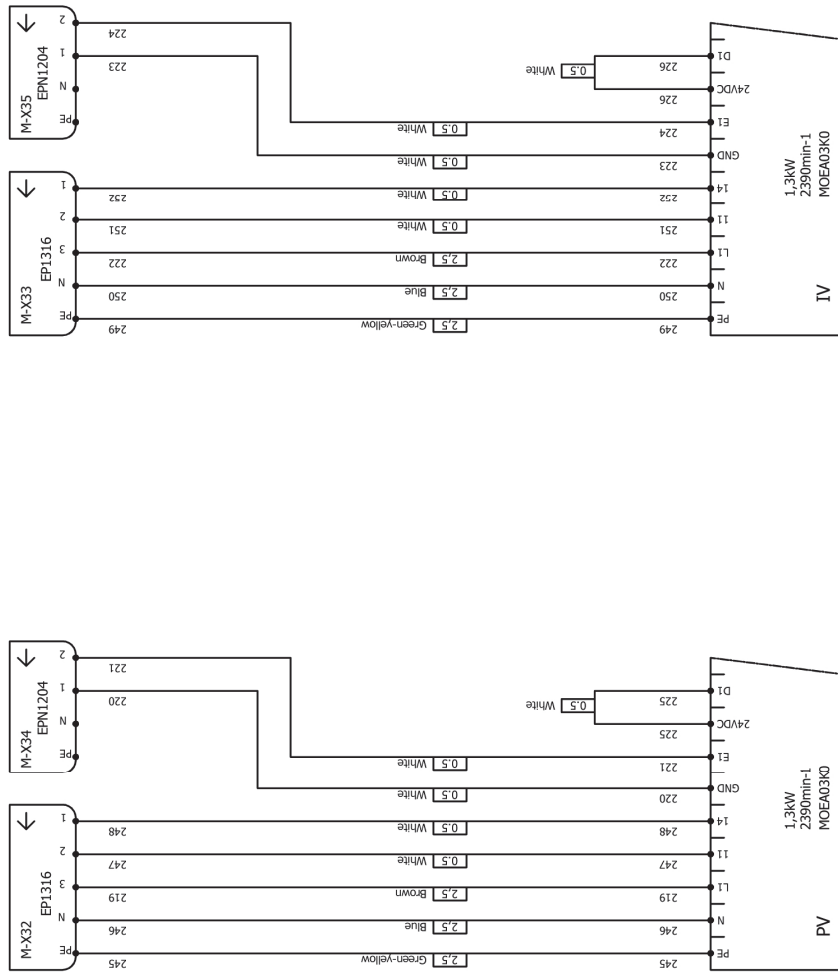 M-X35
EPN1204
2 224
1 223
N
PE
White 0.5 226 D1
226 24VDC
White 0.5 224 E1
White 0.5 223 GND
M-X33
EP1316
1 252 White 0.5 252 14
2 251 White 0.5 251 11
3 222 Brown 2,5 222 L1
N 250 Blue 2,5 250 N
PE 249 Green-yellow 2,5 249 PE
1,3kW
2390min-1
MOEA03K0
IV
M-X34
EPN1204
2 221
1 220
N
PE
White 0.5 225 D1
225 24VDC
White 0.5 221 E1
White 0.5 220 GND
M-X32
EP1316
1 248 White 0.5 248 14
2 247 White 0.5 247 11
3 219 Brown 2,5 219 L1
N 246 Blue 2,5 246 N
PE 245 Green-yellow 2,5 245 PE
1,3kW
2390min-1
MOEA03K0
PV